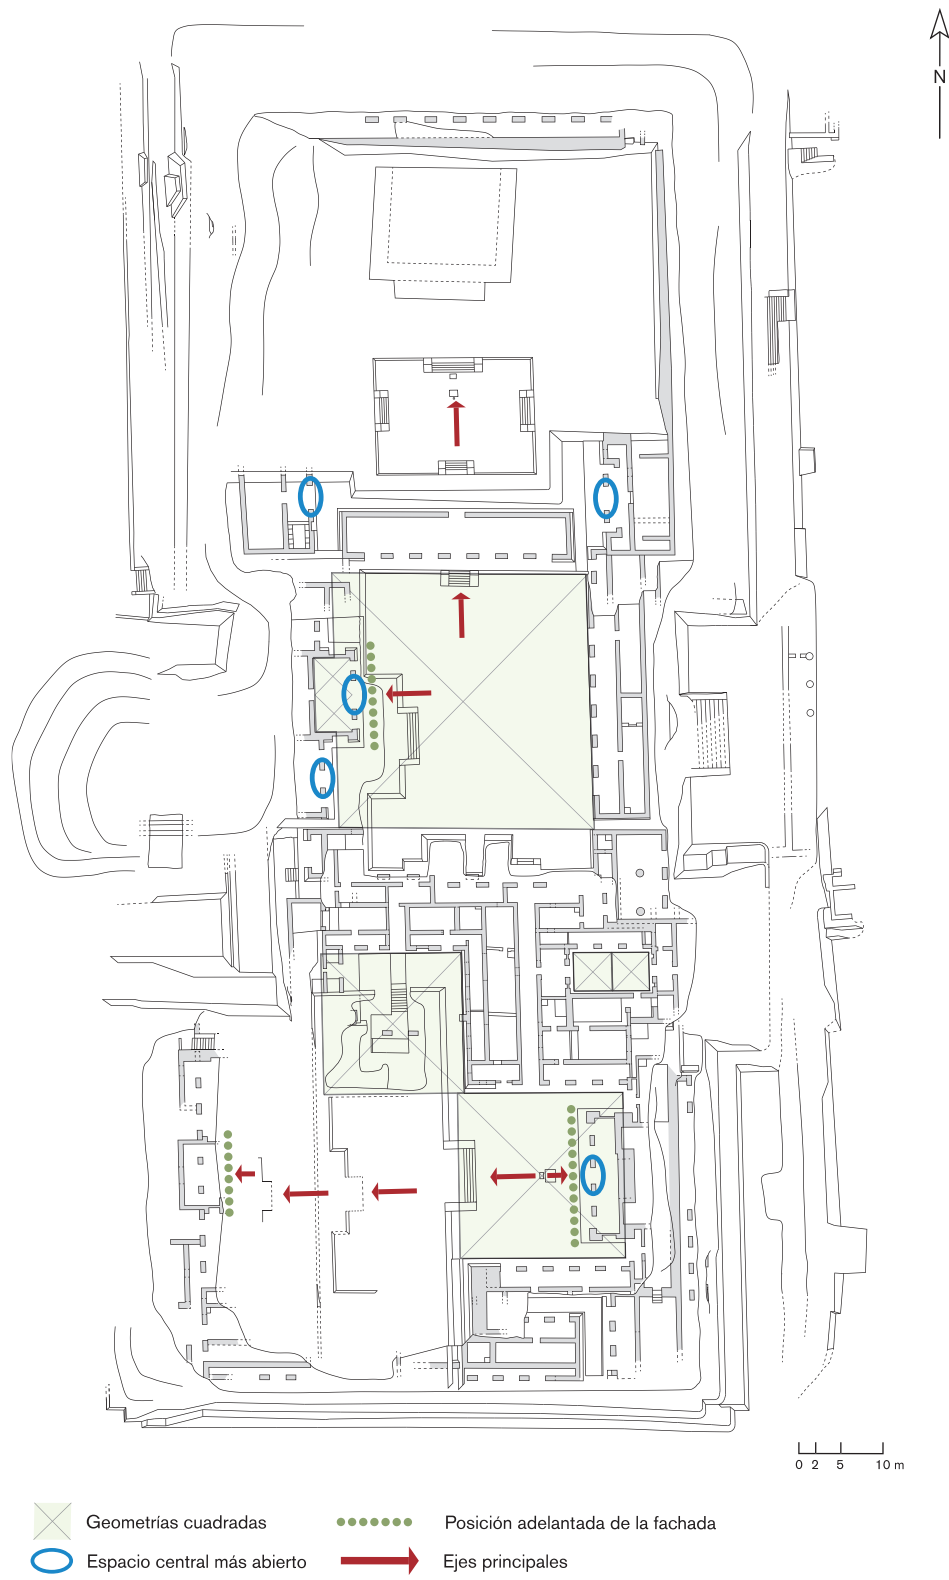 N
0 2 5 10 m
Geometrías cuadradas
Posición adelantada de la fachada
Espacio central más abierto
Ejes principales